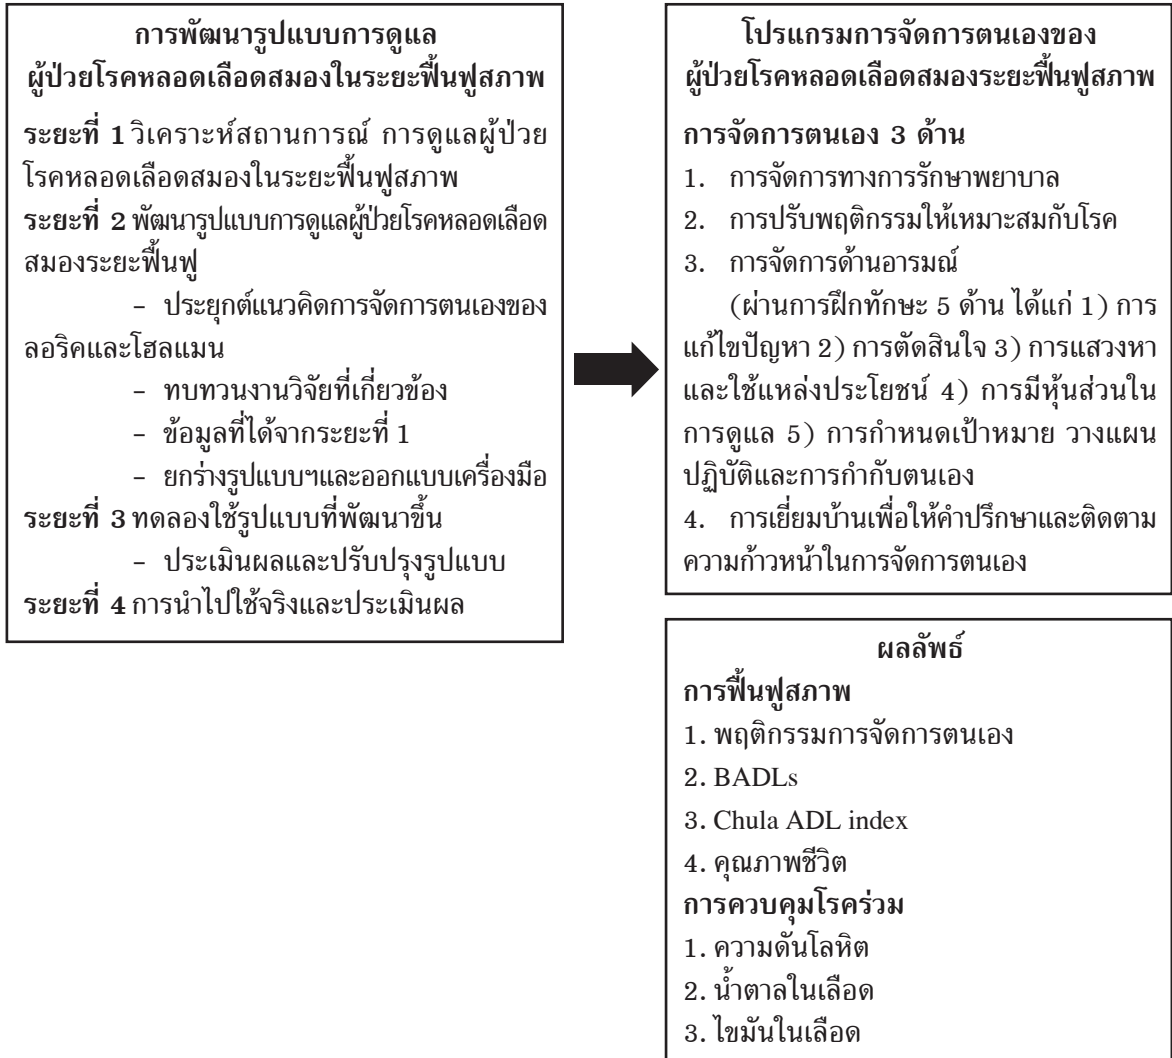 การพัฒนารูปแบบการดูแล
ผู้ป่วยโรคหลอดเลือดสมองในระยะฟื้นฟูสภาพ
ระยะที่ 1 วิเคราะห์สถานการณ์ การดูแลผู้ป่วย
โรคหลอดเลือดสมองในระยะฟื้นฟูสภาพ
ระยะที่ 2 พัฒนารูปแบบการดูแลผู้ป่วยโรคหลอดเลือด
สมองระยะฟื้นฟู
- ประยุกต์แนวคิดการจัดการตนเองของ
ลอริคและโฮลแมน
- ทบทวนงานวิจัยที่เกี่ยวข้อง
- ข้อมูลที่ได้จากระยะที่ 1
- ยกร่างรูปแบบฯและออกแบบเครื่องมือ
ระยะที่ 3 ทดลองใช้รูปแบบที่พัฒนาขึ้น
- ประเมินผลและปรับปรุงรูปแบบ
ระยะที่ 4 การนำไปใช้จริงและประเมินผล
โปรแกรมการจัดการตนเองของ
ผู้ป่วยโรคหลอดเลือดสมองระยะฟื้นฟูสภาพ
การจัดการตนเอง 3 ด้าน
1. การจัดการทางการรักษาพยาบาล
2. การปรับพฤติกรรมให้เหมาะสมกับโรค
3. การจัดการด้านอารมณ์
(ผ่านการฝึกทักษะ 5 ด้าน ได้แก่ 1) การ
แก้ไขปัญหา 2) การตัดสินใจ 3) การแสวงหา
และใช้แหล่งประโยชน์ 4) การมีหุ้นส่วนใน
การดูแล 5) การกำหนดเป้าหมาย วางแผน
ปฏิบัติและการกำกับตนเอง
4. การเยี่ยมบ้านเพื่อให้คำปรึกษาและติดตาม
ความก้าวหน้าในการจัดการตนเอง
ผลลัพธ์
การฟื้นฟูสภาพ
1. พฤติกรรมการจัดการตนเอง
2. BADLs
3. Chula ADL index
4. คุณภาพชีวิต
การควบคุมโรคร่วม
1. ความดันโลหิต
2. น้ำตาลในเลือด
3. ไขมันในเลือด